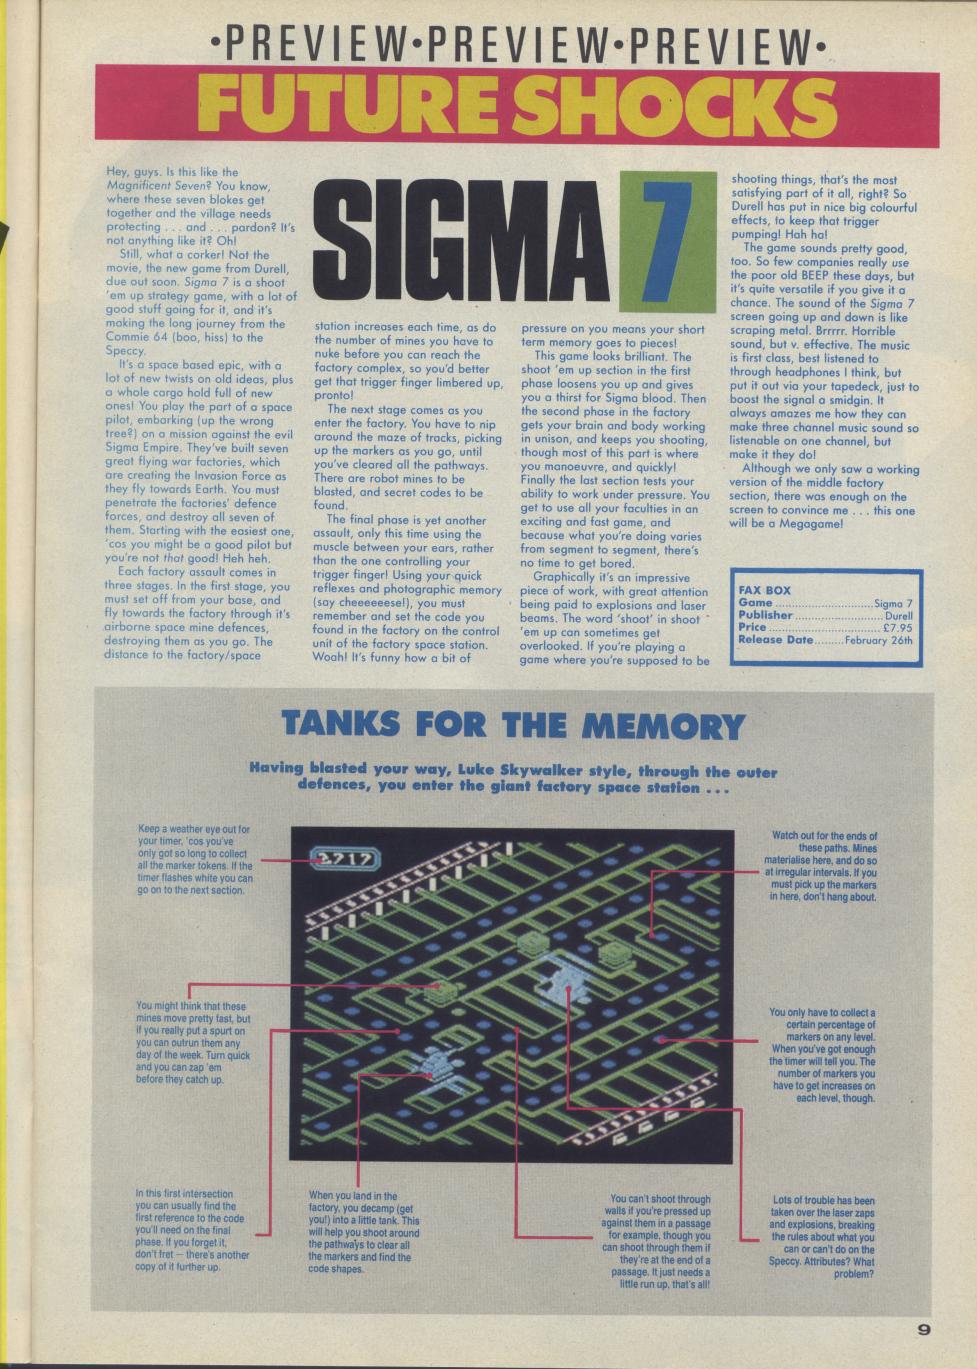 •PREVIEW•PREVIEW•PREVIEW•
FUTURE SHOCKS
SIGMA 7
Hey, guys. Is this like the
Magnificent Seven? You know,
where these seven blokes get
together and the village needs
protecting . . . and . . . pardon? It's
not anything like it? Oh!
Still, what a corker! Not the
movie, the new game from Durell,
due out soon. Sigma 7 is a shoot
'em up strategy game, with a lot of
good stuff going for it, and it's
making the long journey from the
Commie 64 (boo, hiss) to the
Speccy.
It's a space based epic, with a
lot of new twists on old ideas, plus
a whole cargo hold full of new
ones! You play the part of a space
pilot, embarking (up the wrong
tree?) on a mission against the evil
Sigma Empire. They've built seven
great flying war factories, which
are creating the Invasion Force as
they fly towards Earth. You must
penetrate the factories' defence
forces, and destroy all seven of
them. Starting with the easiest one,
'cos you might be a good pilot but
you're not that good! Heh heh.
Each factory assault comes in
three stages. In the first stage, you
must set off from your base, and
fly towards the factory through it's
airborne space mine defences,
destroying them as you go. The
distance to the factory/space
station increases each time, as do
the number of mines you have to
nuke before you can reach the
factory complex, so you'd better
get that trigger finger limbered up,
pronto!
The next stage comes as you
enter the factory. You have to nip
around the maze of tracks, picking
up the markers as you go, until
you've cleared all the pathways.
There are robot mines to be
blasted, and secret codes to be
found.
The final phase is yet another
assault, only this time using the
muscle between your ears, rather
than the one controlling your
trigger finger! Using your quick
reflexes and photographic memory
(say cheeeeeese!), you must
remember and set the code you
found in the factory on the control
unit of the factory space station.
Woah! It's funny how a bit of
pressure on you means your short
term memory goes to pieces!
This game looks brilliant. The
shoot 'em up section in the first
phase loosens you up and gives
you a thirst for Sigma blood. Then
the second phase in the factory
gets your brain and body working
in unison, and keeps you shooting,
though most of this part is where
you manoeuvre, and quickly!
Finally the last section tests your
ability to work under pressure. You
get to use all your faculties in an
exciting and fast game, and
because what you're doing varies
from segment to segment, there's
no time to get bored.
Graphically it's an impressive
piece of work, with great attention
being paid to explosions and laser
beams. The word 'shoot' in shoot
'em up can sometimes get
overlooked. If you're playing a
game where you're supposed to be
shooting things, that's the most
satisfying part of it all, right? So
Durell has put in nice big colourful
effects, to keep that trigger
pumping! Hah ha!
The game sounds pretty good,
too. So few companies really use
the poor old BEEP these days, but
it's quite versatile if you give it a
chance. The sound of the Sigma 7
screen going up and down is like
scraping metal. Brrrrr. Horrible
sound, but v. effective. The music
is first class, best listened to
through headphones I think, but
put it out via your tapedeck, just to
boost the signal a smidgin. It
always amazes me how they can
make three channel music sound so
listenable on one channel, but
make it they do!
Although we only saw a working
version of the middle factory
section, there was enough on the
screen to convince me . . . this one
will be a Megagame!
FAX BOX
Game ............................ Sigma 7
Publisher ........................ Durell
Price ................................ £7.95
Release Date ......... February 26th
TANKS FOR THE MEMORY
Having blasted your way, Luke Skywalker style, through the outer
defences, you enter the giant factory space station . . .
Keep a weather eye out for
your timer, 'cos you've
only got so long to collect
all the marker tokens. If the
timer flashes white you can
go on to the next section.
3717
Watch out for the ends of
these paths. Mines
materialise here, and do so
at irregular intervals. If you
must pick up the markers
in here, don't hang about.
You might think that these
mines move pretty fast, but
if you really put a spurt on
you can outrun them any
day of the week. Turn quick
and you can zap 'em
before they catch up.
You only have to collect a
certain percentage of
markers on any level.
When you've got enough
the timer will tell you. The
number of markers you
have to get increases on
each level, though.
In this first intersection
you can usually find the
first reference to the code
you'll need on the final
phase. If you forget it,
don't fret — there's another
copy of it further up.
When you land in the
factory, you decamp (get
you!) into a little tank. This
will help you shoot around
the pathways to clear all
the markers and find the
code shapes.
You can't shoot through
walls if you're pressed up
against them in a passage
for example, though you
can shoot through them if
they're at the end of a
passage. It just needs a
little run up, that's all!
Lots of trouble has been
taken over the laser zaps
and explosions, breaking
the rules about what you
can or can't do on the
Speccy. Attributes? What
problem?
9